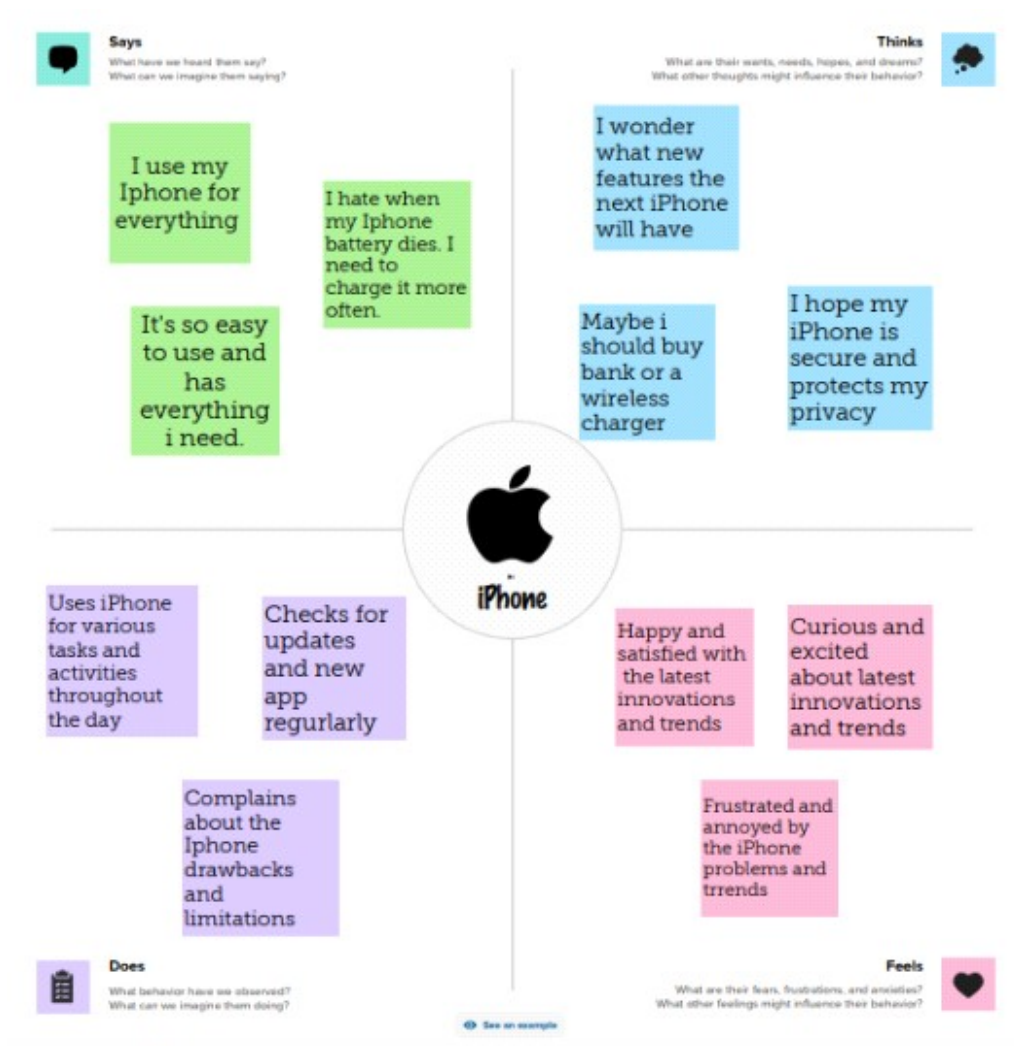 Says
What have we heard them say?
What can we imagine them saying?
Thinks
What are their wants, needs, hopes, and dreams?
What other thoughts might influence their behavior?
I use my
Iphone for
everything
I hate when
my Iphone
battery dies. I
need to
charge it more
often.
It's so easy
to use and
has
everything
i need.
I wonder
what new
features the
next iPhone
will have
Maybe i
should buy
bank or a
wireless
charger
I hope my
iPhone is
secure and
protects my
privacy
iPhone
Uses iPhone
for various
tasks and
activities
throughout
the day
Checks for
updates
and new
app
regurlarly
Complains
about the
Iphone
drawbacks
and
limitations
Happy and
satisfied with
the latest
innovations
and trends
Curious and
excited
about latest
innovations
and trends
Frustrated and
annoyed by
the iPhone
problems and
trrends
Does
What behavior have we observed?
What can we imagine them doing?
Feels
What are their fears, frustrations, and anxieties?
What other feelings might influence their behavior?
See an example